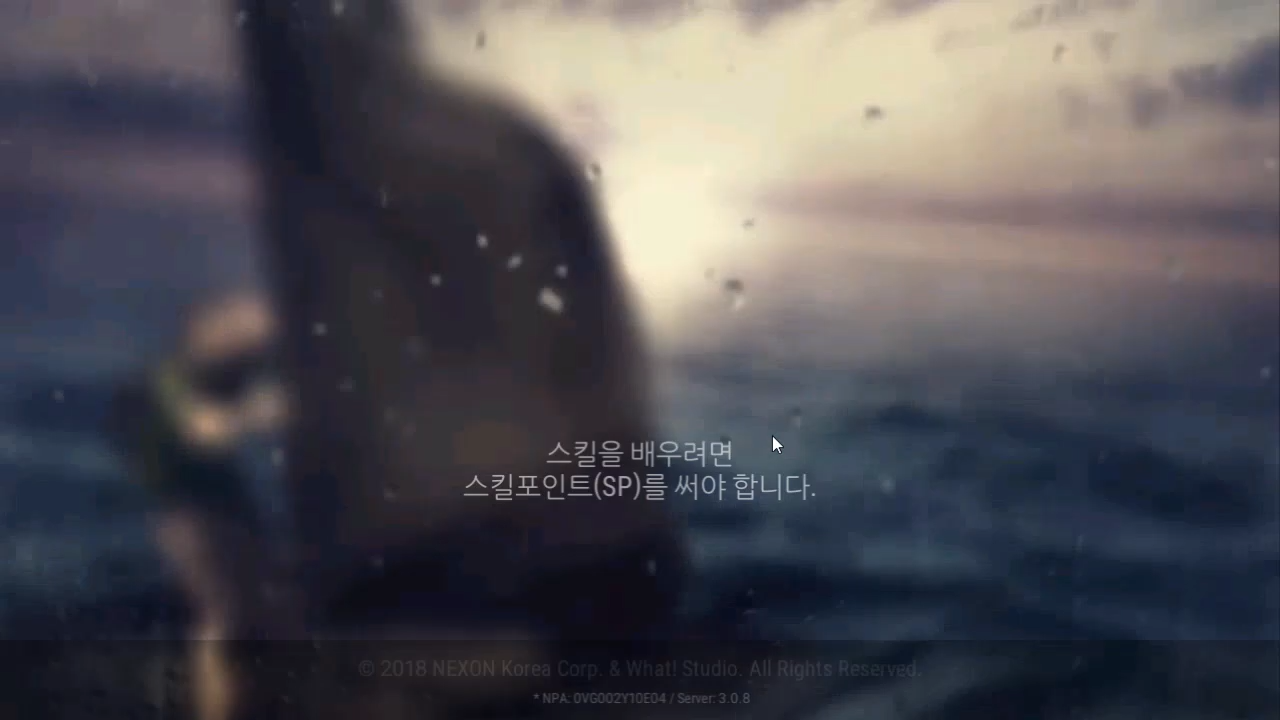 스킬을 배우려면
스킬포인트(SP)를 써야 합니다.
© 2018 NEXON Korea Corp. & What! Studio. All Rights Reserved.
* NPA: 0VG002Y10E04 / Server: 3.0.8